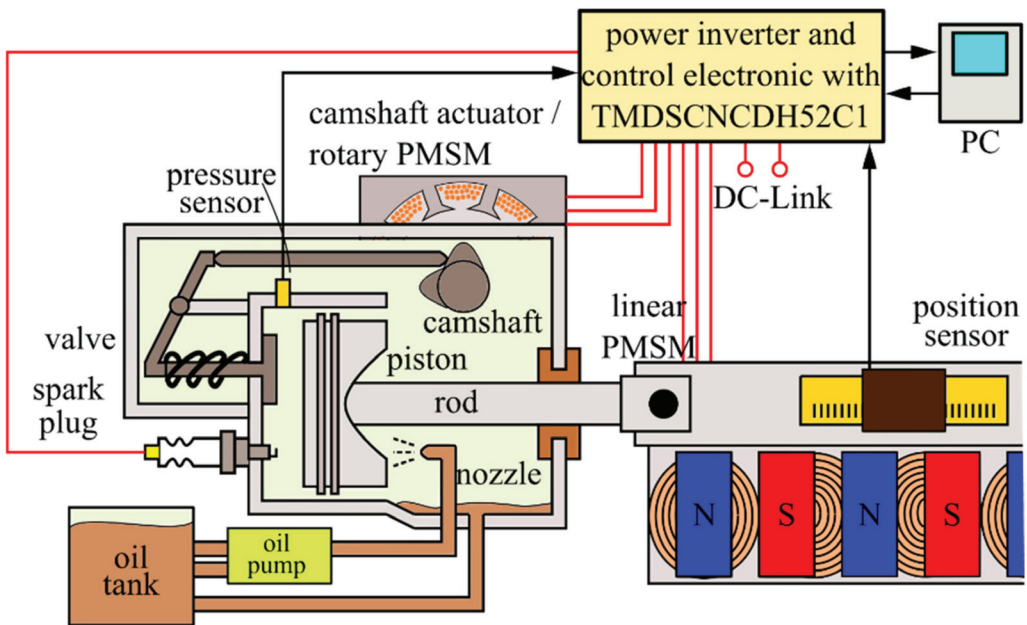 power inverter and
control electronic with
TMDSCNCDH52C1
PC
camshaft actuator /
rotary PMSM
DC-Link
pressure
sensor
camshaft
linear
PMSM
position
sensor
valve
piston
rod
spark
plug
nozzle
N
S
N
S
oil
pump
oil
tank